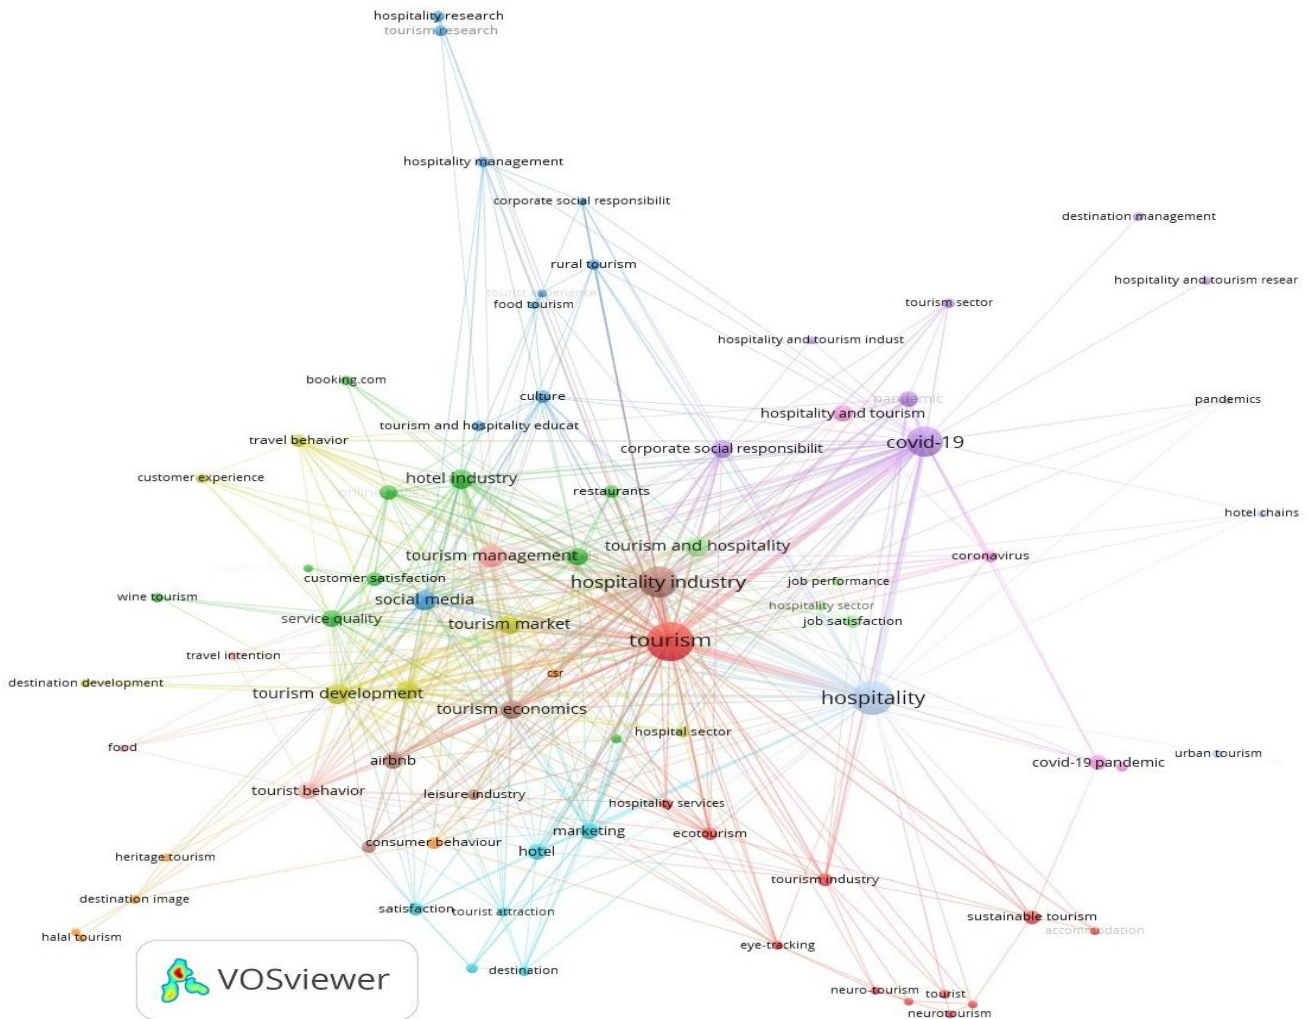 hospitality research
tourism research
hospitality management
corporate social responsibilit
destination management
rural tourism
hospitality and tourism resear
food tourism
tourism sector
hospitality and tourism indust
booking.com
culture
pandemic
pandemics
hospitality and tourism
tourism and hospitality educat
travel behavior
covid-19
corporate social responsibilit
customer experience
hotel industry
restaurants
hotel chains
tourism and hospitality
tourism management
coronavirus
hospitality industry
customer satisfaction
job performance
wine tourism
social media
hospitality sector
service quality
tourism market
job satisfaction
tourism
travel intention
csr
destination development
tourism development
hospitality
tourism economics
hospital sector
food
urban tourism
airbnb
covid-19 pandemic
tourist behavior
leisure industry
hospitality services
marketing
ecotourism
consumer behaviour
hotel
heritage tourism
tourism industry
destination image
satisfaction
tourist attraction
sustainable tourism
accommodation
halal tourism
eye-tracking
destination
VOSviewer
neuro-tourism
tourist
neurotourism